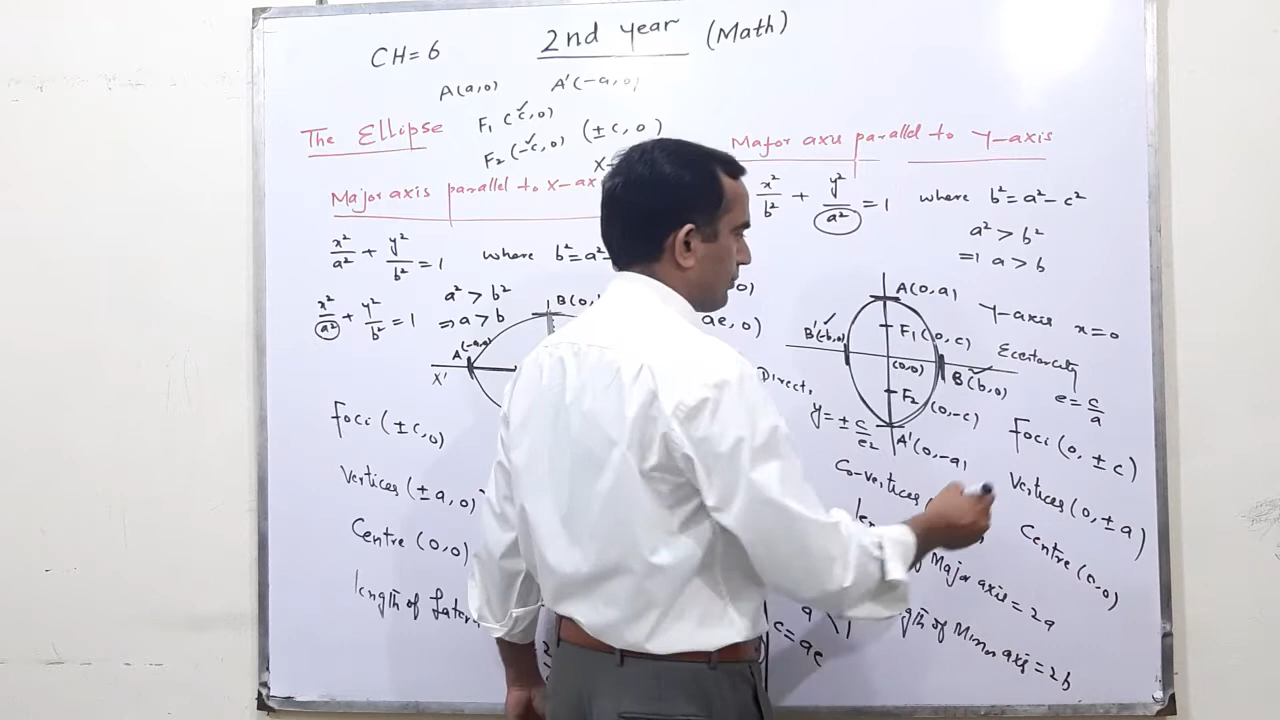 CH=6
2nd year (Math)
A(a,0) A'(-a,0)
The Ellipse
F₁ (c,0)
F₂ (-c,0) (±c, 0)
Major axis parallel to X-ax
x²/a² + y²/b² = 1 where b²=a²-
x²/a² + y²/b² = 1
a² > b²
⇒ a > b
B(0,
A'(-a,0)
X'
ae, 0)
Foci (±c,0)
Vertices (±a,0)
Centre (0,0)
length of Later
Major axis parallel to Y-axis
x²/b² + y²/a² = 1 where b²=a²-c²
a² > b²
⇒ a > b
A(0,a)
Y-axis x=0
B'(-b,0)
F₁(0,c)
(0,0)
B(b,0)
F₂ (0,-c)
A'(0,-a)
Eccentercity
e=c/a
Direct,
y=± c/e²
Foci (0, ±c)
Co-vertices
Vertices (0, ±a)
Centre (0,0)
Major axis = 2a
gth of Minor axis = 2b
c=ae